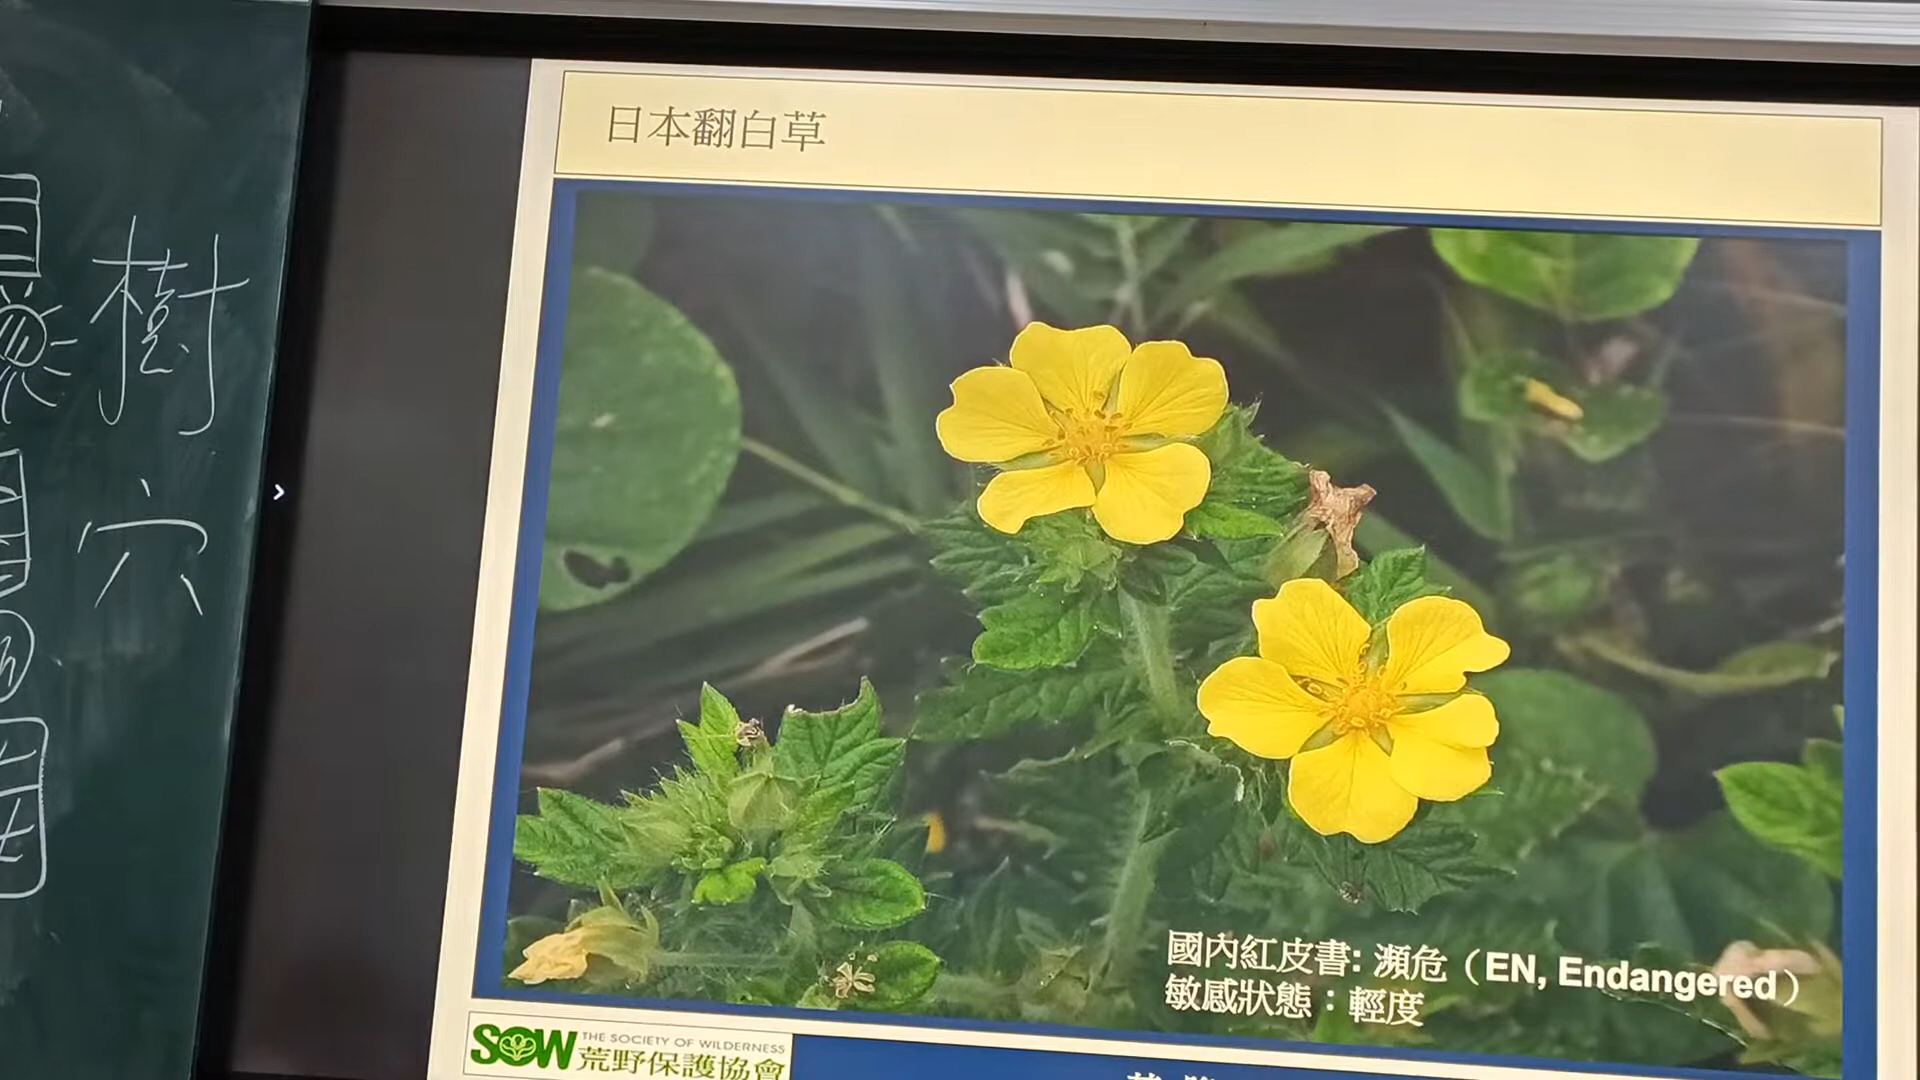 樹穴
日本翻白草
國內紅皮書: 瀕危（EN, Endangered）
敏感狀態：輕度
SOW THE SOCIETY OF WILDERNESS
荒野保護協會